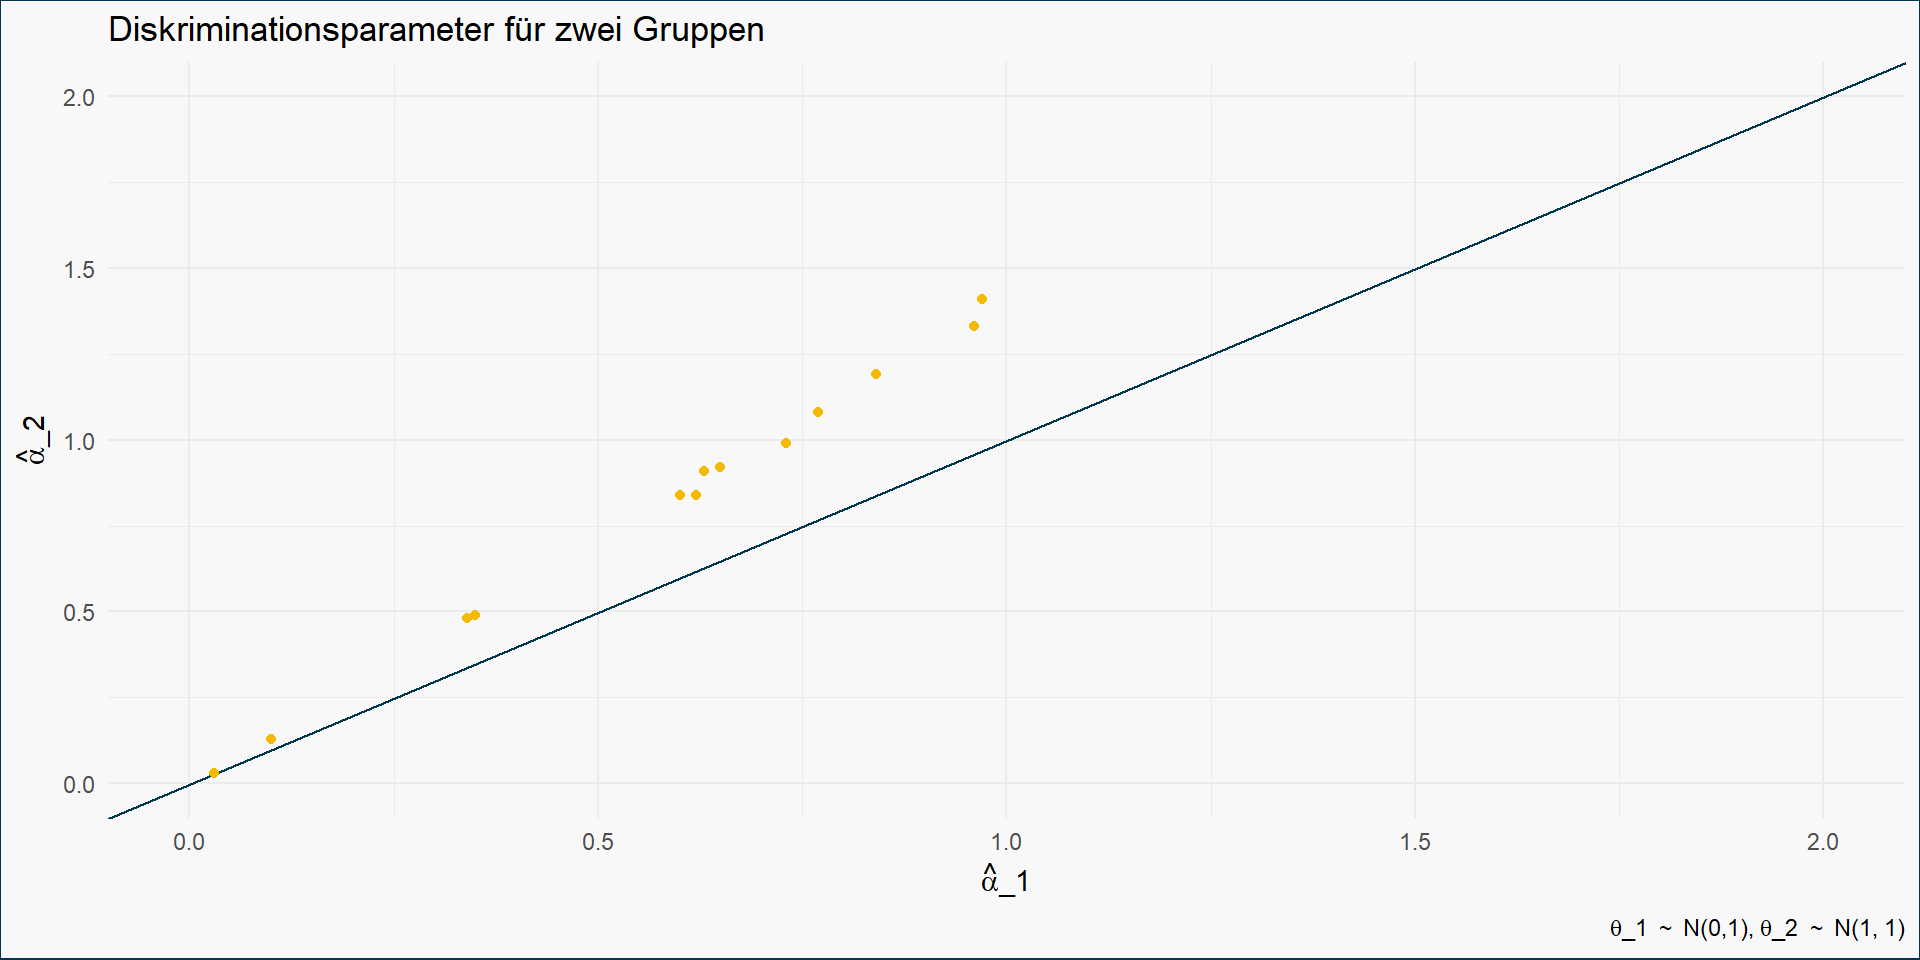 Diskriminationsparameter für zwei Gruppen
2.0
1.5
1.0
0.5
0.0
α̂_2
0.0 0.5 1.0 1.5 2.0
α̂_1
θ_1 ~ N(0,1), θ_2 ~ N(1, 1)